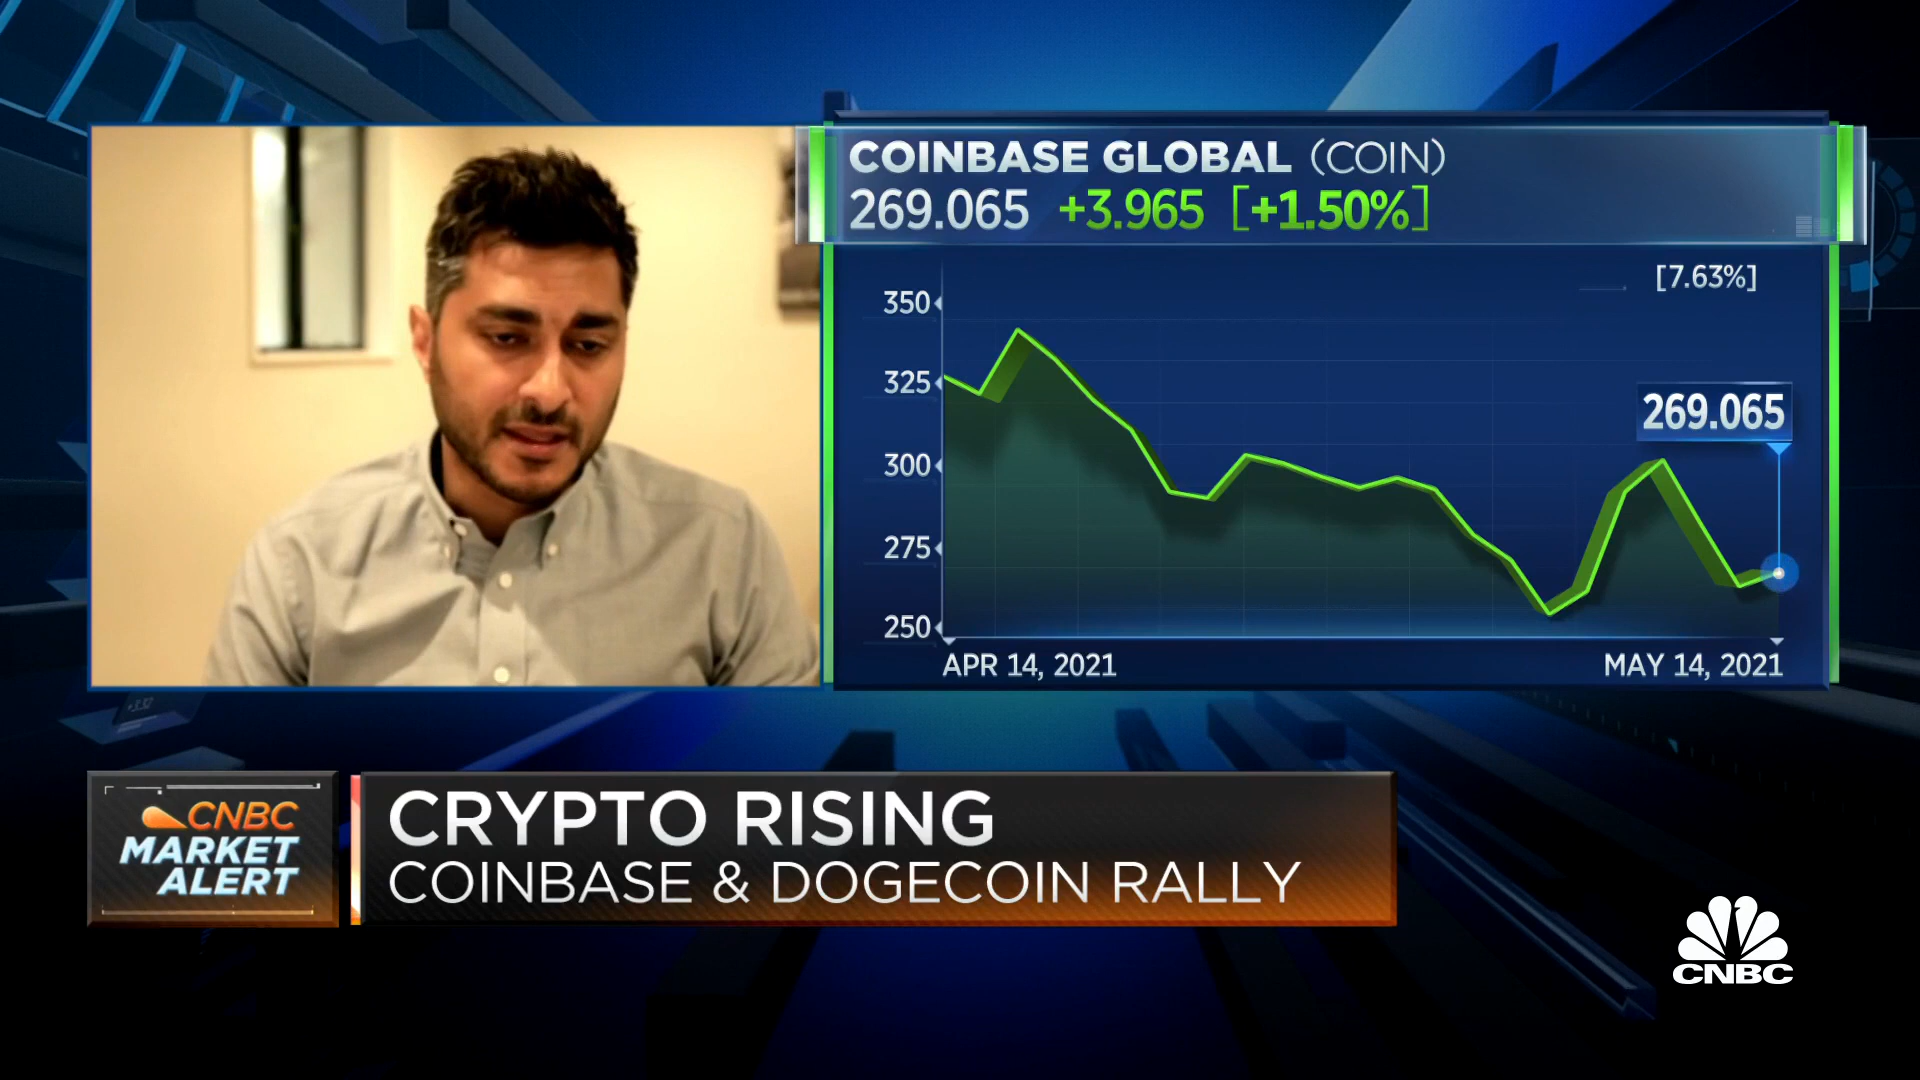 COINBASE GLOBAL (COIN)
269.065 +3.965 [+1.50%]
[7.63%]
350
325
300
275
250
269.065
APR 14, 2021
MAY 14, 2021
CNBC
MARKET
ALERT
CRYPTO RISING
COINBASE & DOGECOIN RALLY
CNBC